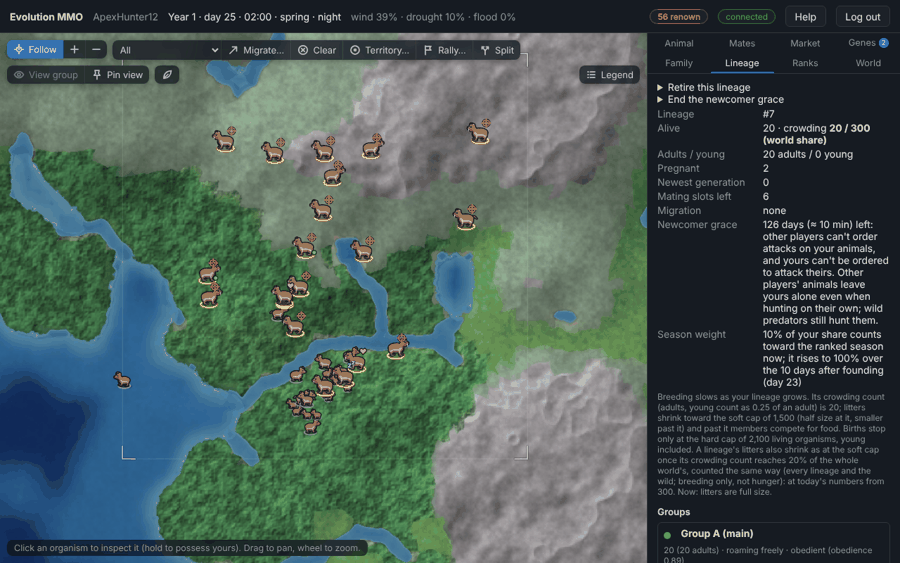 Evolution MMO ApexHunter12 Year 1 · day 25 · 02:00 · spring · night wind 39% · drought 10% · flood 0% 56 renown connected Help Log out
Follow + − All Migrate... Clear Territory... Rally... Split
View group Pin view Legend
Animal Mates Market Genes 2
Family Lineage Ranks World
▶ Retire this lineage
▶ End the newcomer grace
Lineage #7
Alive 20 · crowding 20 / 300
(world share)
Adults / young 20 adults / 0 young
Pregnant 2
Newest generation 0
Mating slots left 6
Migration none
Newcomer grace 126 days (≈ 10 min) left:
other players can't order
attacks on your animals,
and yours can't be ordered
to attack theirs. Other
players' animals leave
yours alone even when
hunting on their own; wild
predators still hunt them.
Season weight 10% of your share counts
toward the ranked season
now; it rises to 100% over
the 10 days after founding
(day 23)
Breeding slows as your lineage grows. Its crowding count
(adults, young count as 0.25 of an adult) is 20; litters
shrink toward the soft cap of 1,500 (half size at it, smaller
past it) and past it members compete for food. Births stop
only at the hard cap of 2,100 living organisms, young
included. A lineage's litters also shrink as at the soft cap
once its crowding count reaches 20% of the whole
world's, counted the same way (every lineage and the
wild; breeding only, not hunger): at today's numbers from
300. Now: litters are full size.
Groups
Group A (main)
20 (20 adults) · roaming freely · obedient (obedience
0.89)
Click an organism to inspect it (hold to possess yours). Drag to pan, wheel to zoom.